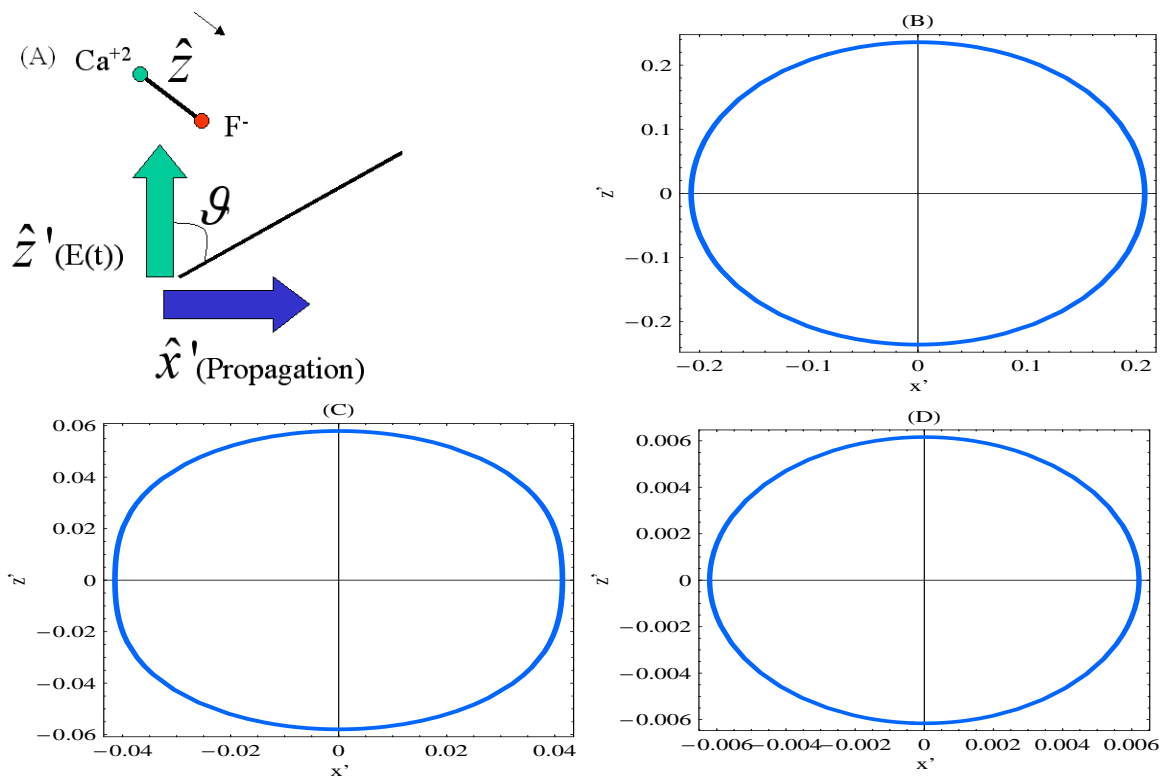 (A)
Ca+2
ẑ
F-
ϑ
ẑ'(E(t))
x̂'(Propagation)
(B)
0.2
0.1
0
−0.1
−0.2
z'
−0.2 −0.1 0 0.1 0.2
x'
(C)
0.06
0.04
0.02
0
−0.02
−0.04
−0.06
z'
−0.04 −0.02 0 0.02 0.04
x'
(D)
0.006
0.004
0.002
0
−0.002
−0.004
−0.006
z'
−0.006 −0.004 −0.002 0 0.002 0.004 0.006
x'